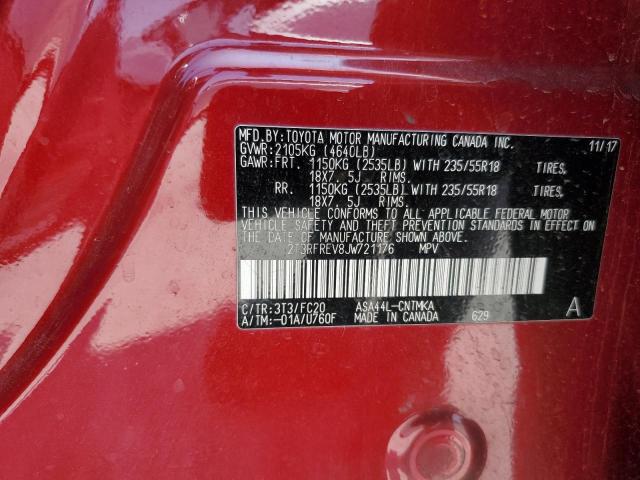 MFD.BY:TOYOTA MOTOR MANUFACTURING CANADA INC. 11/17
GVWR:2105KG (4640LB)
GAWR:FRT. 1150KG (2535LB) WITH 235/55R18 TIRES,
18X7. 5J RIMS.
RR. 1150KG (2535LB) WITH 235/55R18 TIRES,
18X7. 5J RIMS.
THIS VEHICLE CONFORMS TO ALL APPLICABLE FEDERAL MOTOR
VEHICLE SAFETY AND THEFT PREVENTION STANDARDS IN EFFECT ON
THE DATE OF MANUFACTURE SHOWN ABOVE.
2T3RFREV8JW721176 MPV
C/TR:3T3/FC20 ASA44L-CNTMKA
A/TM:-01A/U760F MADE IN CANADA 629 A